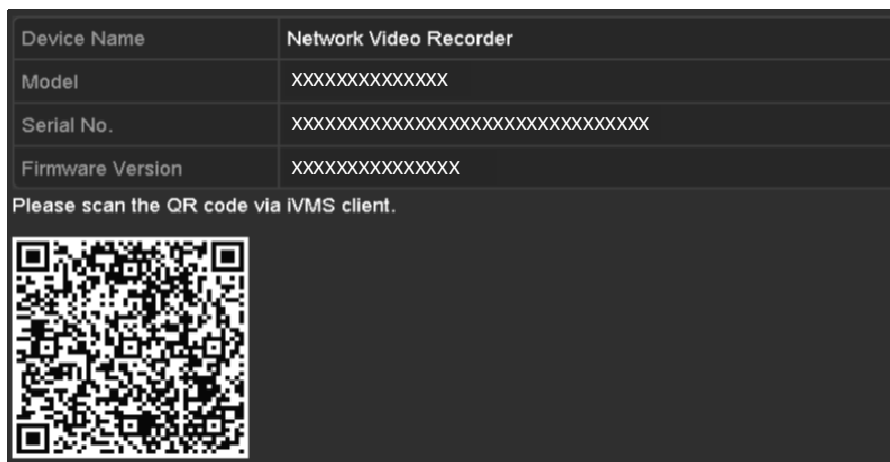 Device Name Network Video Recorder
Model XXXXXXXXXXXXXX
Serial No. XXXXXXXXXXXXXXXXXXXXXXXXXXXXXXXX
Firmware Version XXXXXXXXXXXXXXX
Please scan the QR code via iVMS client.